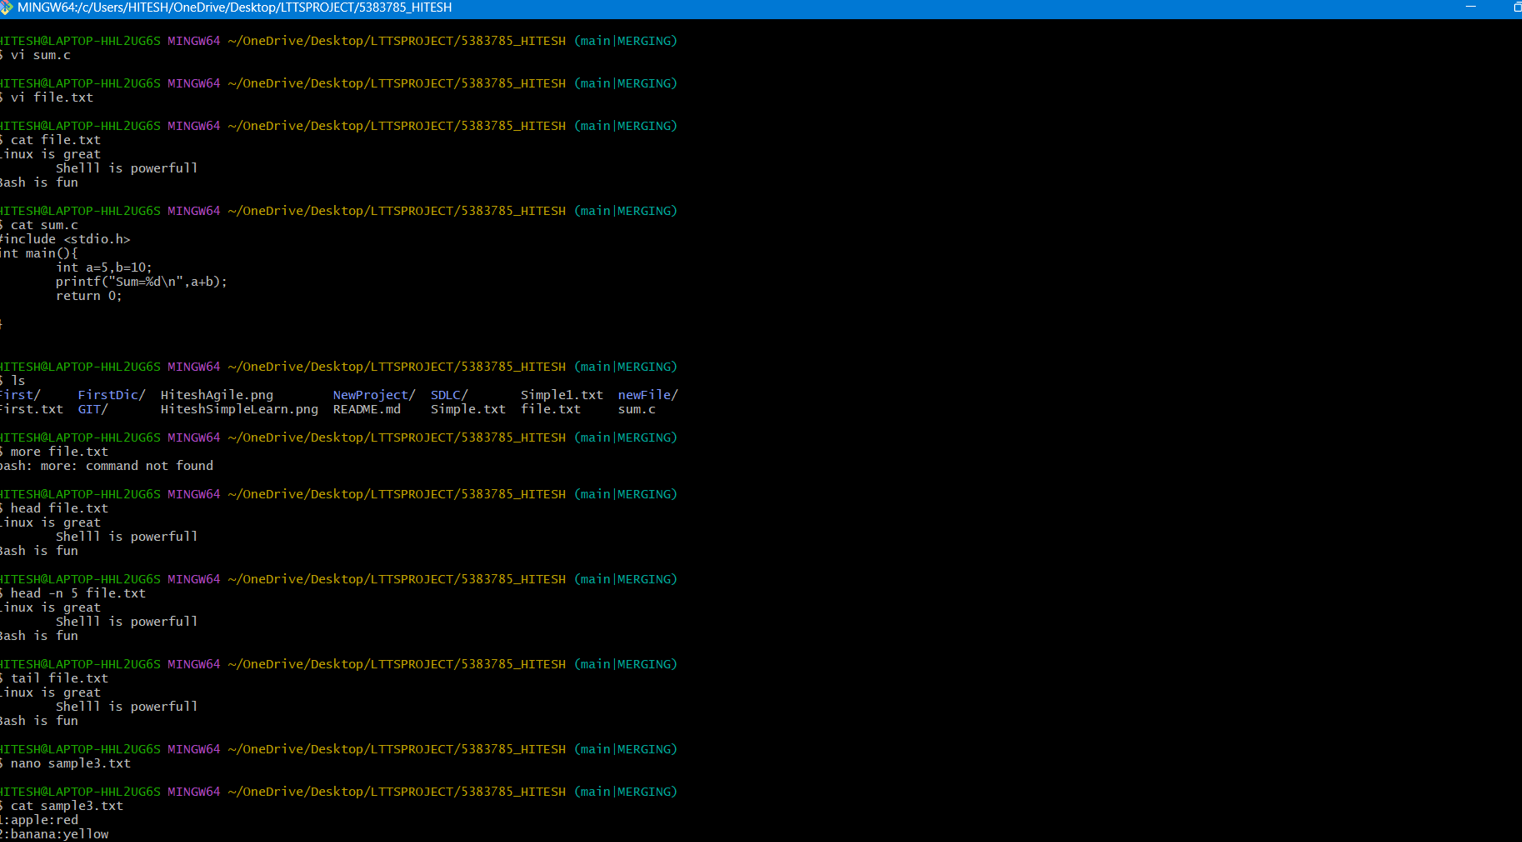 MINGW64:/c/Users/HITESH/OneDrive/Desktop/LTTSPROJECT/5383785_HITESH
HITESH@LAPTOP-HHL2UG6S MINGW64 ~/OneDrive/Desktop/LTTSPROJECT/5383785_HITESH (main|MERGING)
$ vi sum.c
HITESH@LAPTOP-HHL2UG6S MINGW64 ~/OneDrive/Desktop/LTTSPROJECT/5383785_HITESH (main|MERGING)
$ vi file.txt
HITESH@LAPTOP-HHL2UG6S MINGW64 ~/OneDrive/Desktop/LTTSPROJECT/5383785_HITESH (main|MERGING)
$ cat file.txt
Linux is great
Shelll is powerfull
Bash is fun
HITESH@LAPTOP-HHL2UG6S MINGW64 ~/OneDrive/Desktop/LTTSPROJECT/5383785_HITESH (main|MERGING)
$ cat sum.c
#include <stdio.h>
int main(){
int a=5,b=10;
printf("Sum=%d\n",a+b);
return 0;
}
HITESH@LAPTOP-HHL2UG6S MINGW64 ~/OneDrive/Desktop/LTTSPROJECT/5383785_HITESH (main|MERGING)
$ ls
First/ FirstDic/ HiteshAgile.png NewProject/ SDLC/ Simple1.txt newFile/
First.txt GIT/ HiteshSimpleLearn.png README.md Simple.txt file.txt sum.c
HITESH@LAPTOP-HHL2UG6S MINGW64 ~/OneDrive/Desktop/LTTSPROJECT/5383785_HITESH (main|MERGING)
$ more file.txt
bash: more: command not found
HITESH@LAPTOP-HHL2UG6S MINGW64 ~/OneDrive/Desktop/LTTSPROJECT/5383785_HITESH (main|MERGING)
$ head file.txt
Linux is great
Shelll is powerfull
Bash is fun
HITESH@LAPTOP-HHL2UG6S MINGW64 ~/OneDrive/Desktop/LTTSPROJECT/5383785_HITESH (main|MERGING)
$ head -n 5 file.txt
Linux is great
Shelll is powerfull
Bash is fun
HITESH@LAPTOP-HHL2UG6S MINGW64 ~/OneDrive/Desktop/LTTSPROJECT/5383785_HITESH (main|MERGING)
$ tail file.txt
Linux is great
Shelll is powerfull
Bash is fun
HITESH@LAPTOP-HHL2UG6S MINGW64 ~/OneDrive/Desktop/LTTSPROJECT/5383785_HITESH (main|MERGING)
$ nano sample3.txt
HITESH@LAPTOP-HHL2UG6S MINGW64 ~/OneDrive/Desktop/LTTSPROJECT/5383785_HITESH (main|MERGING)
$ cat sample3.txt
1:apple:red
2:banana:yellow